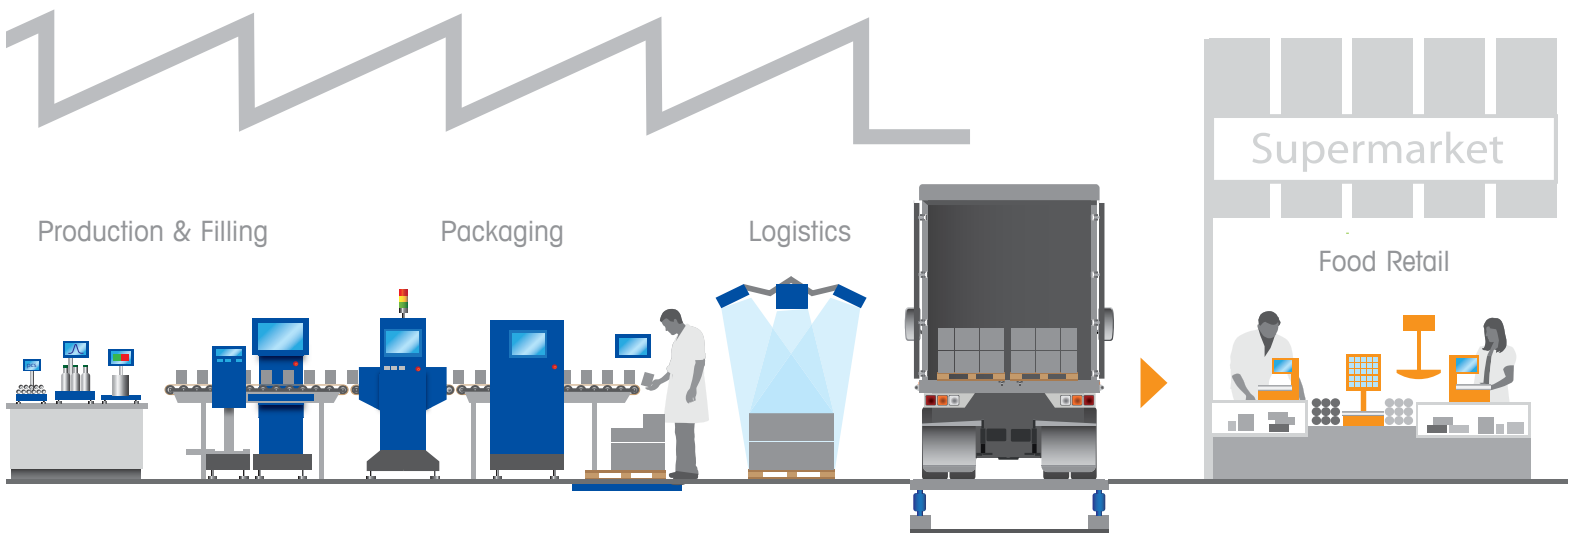 Supermarket
Production & Filling
Packaging
Logistics
Food Retail